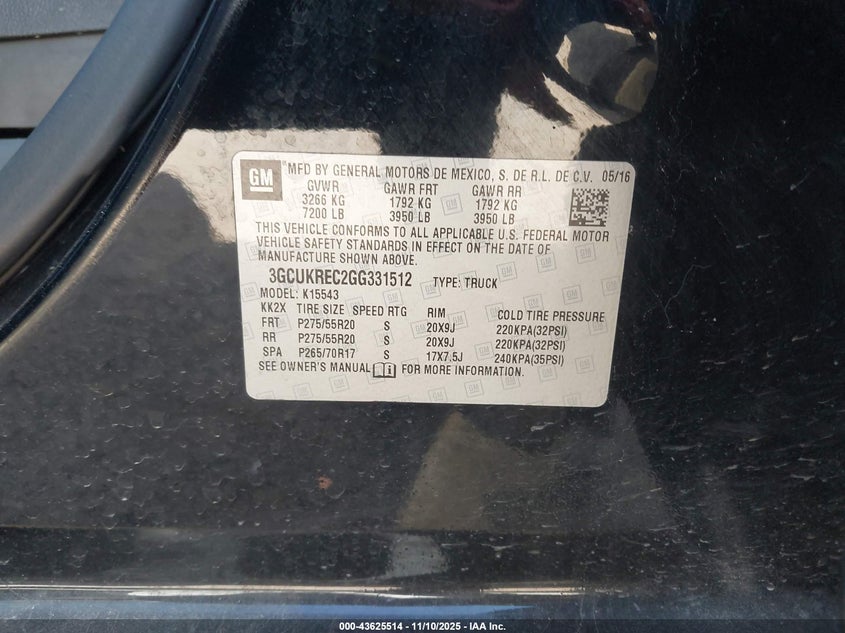 GM MFD BY GENERAL MOTORS DE MEXICO, S. DE R.L. DE C.V. 05/16
GVWR GAWR FRT GAWR RR
3266 KG 1792 KG 1792 KG
7200 LB 3950 LB 3950 LB
THIS VEHICLE CONFORMS TO ALL APPLICABLE U.S. FEDERAL MOTOR
VEHICLE SAFETY STANDARDS IN EFFECT ON THE DATE OF
MANUFACTURE SHOWN ABOVE.
3GCUKREC2GG331512 TYPE: TRUCK
MODEL: K15543
KK2X TIRE SIZE SPEED RTG RIM COLD TIRE PRESSURE
FRT P275/55R20 S 20X9J 220KPA(32PSI)
RR P275/55R20 S 20X9J 220KPA(32PSI)
SPA P265/70R17 S 17X7.5J 240KPA(35PSI)
SEE OWNER'S MANUAL FOR MORE INFORMATION.
000-43625514 - 11/10/2025 - IAA Inc.